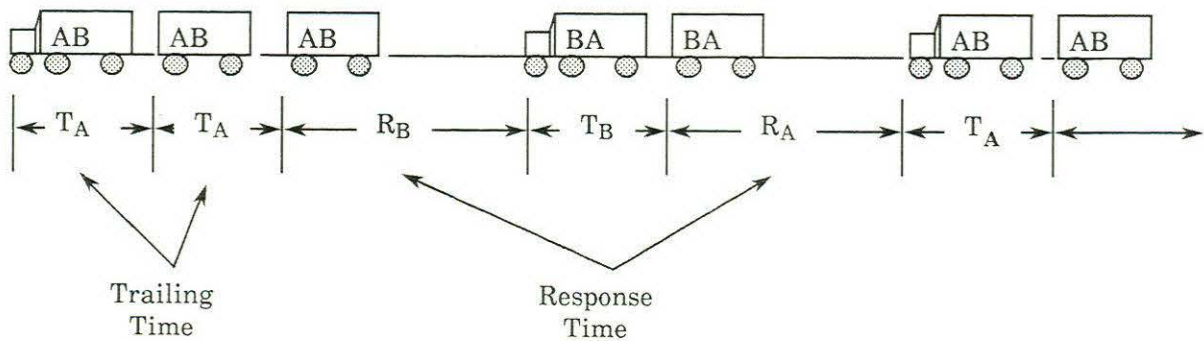 AB AB AB BA BA AB AB
T_A T_A R_B T_B R_A T_A
Trailing Response
Time Time